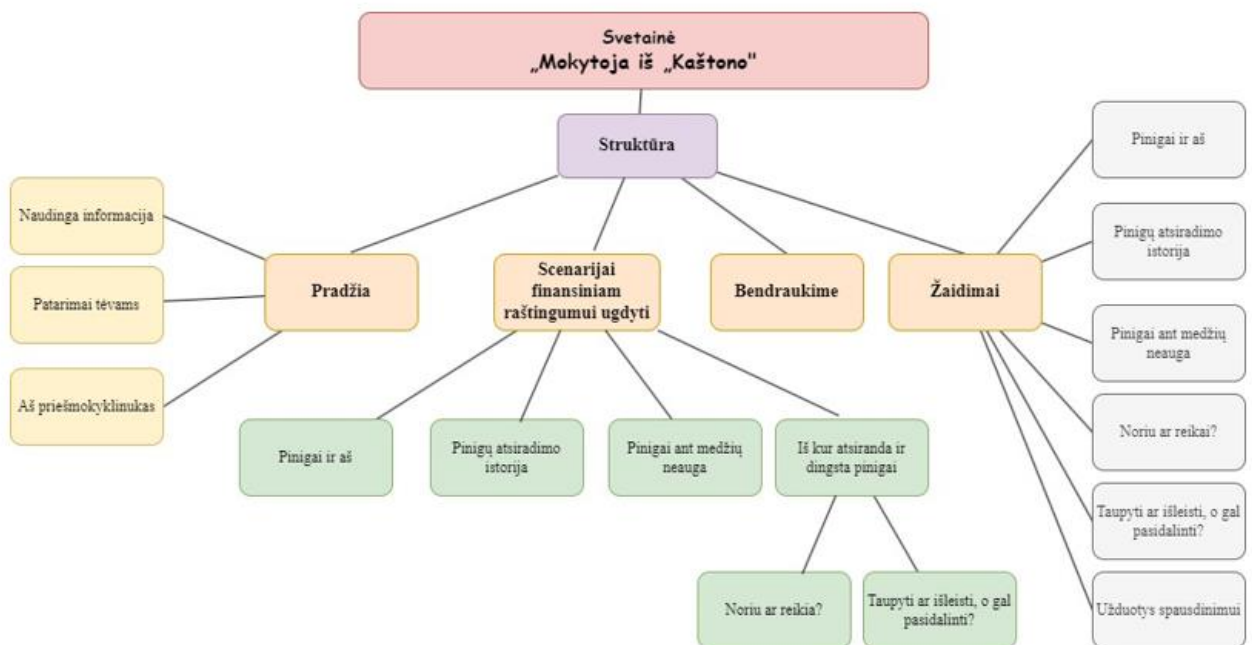 Svetainė
„Mokytoja iš „Kaštono"
Struktūra
Naudinga informacija
Patarimai tėvams
Aš priešmokyklinukas
Pradžia
Scenarijai
finansiniam
raštingumui ugdyti
Bendraukime
Žaidimai
Pinigai ir aš
Pinigų atsiradimo
istorija
Pinigai ant medžių
neauga
Iš kur atsiranda ir
dingsta pinigai
Noriu ar reikia?
Taupyti ar išleisti, o gal
pasidalinti?
Pinigai ir aš
Pinigų atsiradimo
istorija
Pinigai ant medžių
neauga
Noriu ar reikai?
Taupyti ar išleisti, o gal
pasidalinti?
Užduotys spausdinimui